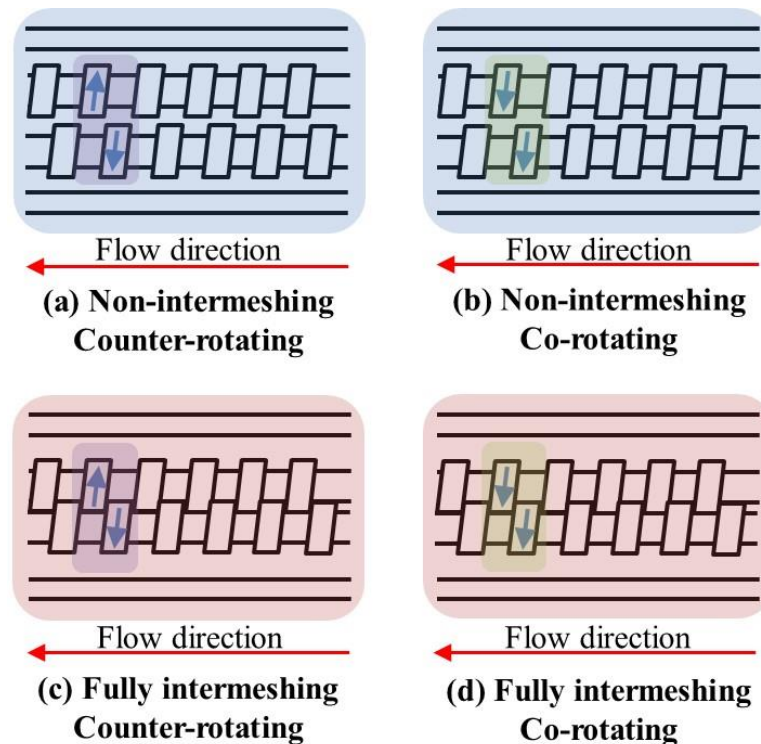 Flow direction
(a) Non-intermeshing
Counter-rotating
Flow direction
(b) Non-intermeshing
Co-rotating
Flow direction
(c) Fully intermeshing
Counter-rotating
Flow direction
(d) Fully intermeshing
Co-rotating